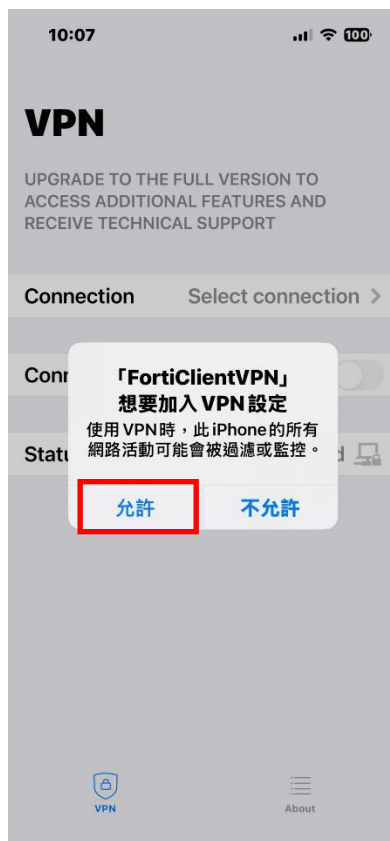 10:07
100
VPN
UPGRADE TO THE FULL VERSION TO
ACCESS ADDITIONAL FEATURES AND
RECEIVE TECHNICAL SUPPORT
Connection Select connection >
「FortiClientVPN」
想要加入 VPN 設定
使用 VPN 時，此 iPhone 的所有
網路活動可能會被過濾或監控。
允許 不允許
VPN About